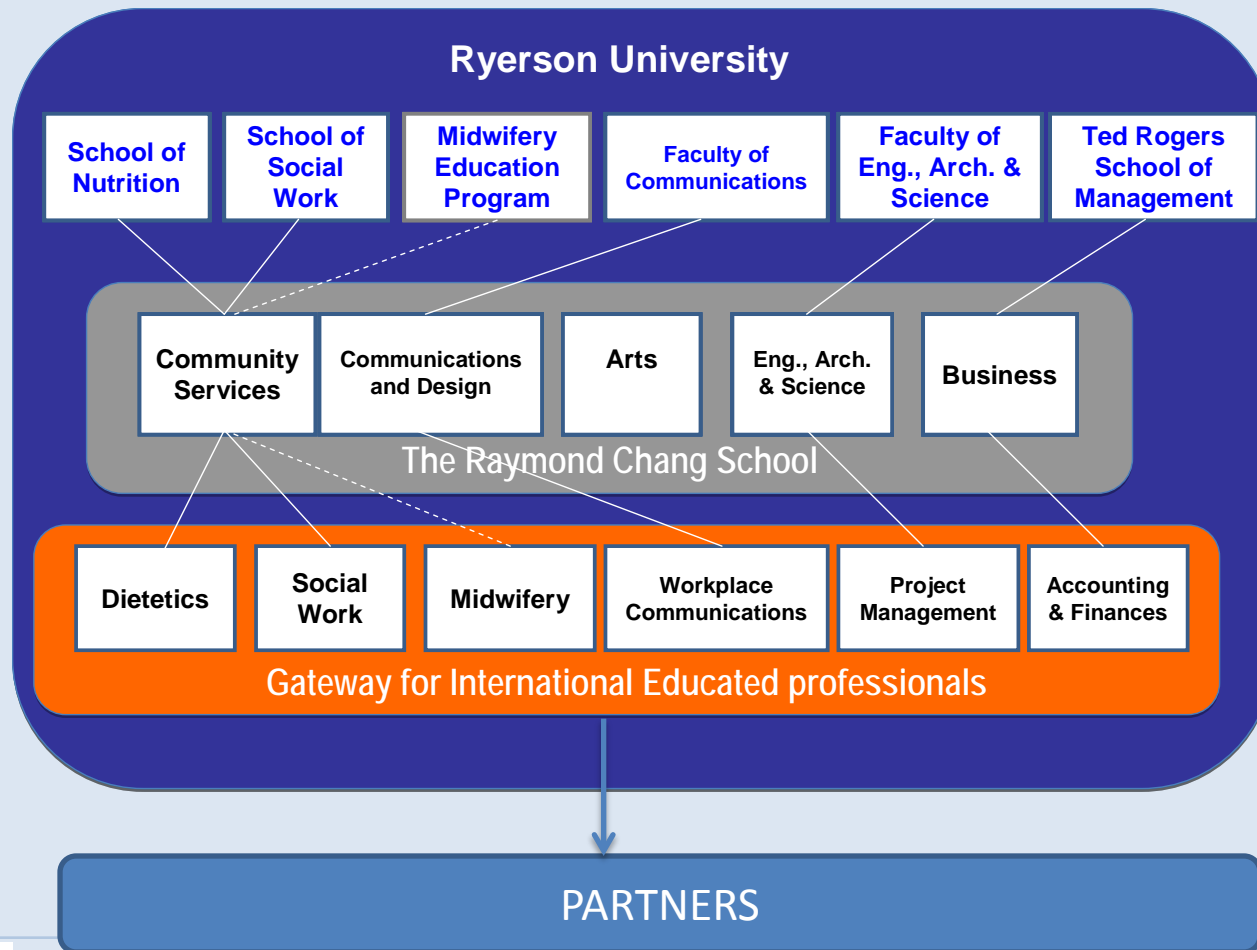 Ryerson University
School of
Nutrition
School of
Social
Work
Midwifery
Education
Program
Faculty of
Communications
Faculty of
Eng., Arch. &
Science
Ted Rogers
School of
Management
Community
Services
Communications
and Design
Arts
Eng., Arch.
& Science
Business
The Raymond Chang School
Dietetics
Social
Work
Midwifery
Workplace
Communications
Project
Management
Accounting
& Finances
Gateway for International Educated professionals
PARTNERS